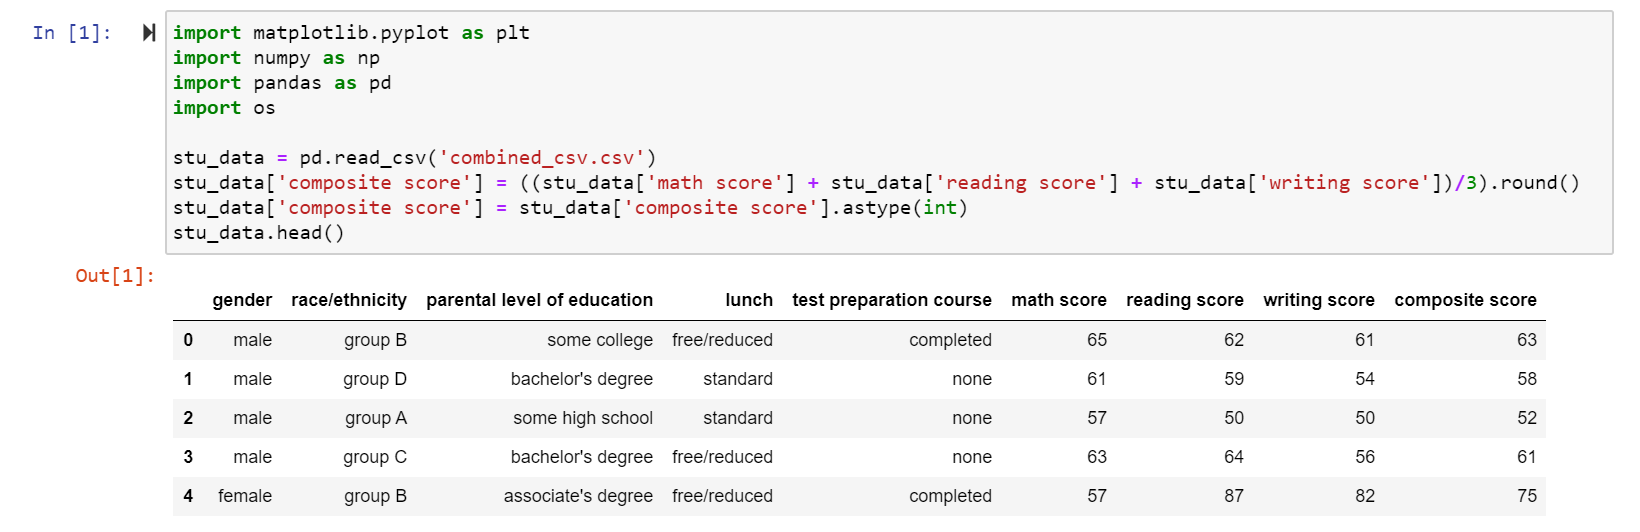 In [1]:
import matplotlib.pyplot as plt
import numpy as np
import pandas as pd
import os
stu_data = pd.read_csv('combined_csv.csv')
stu_data['composite score'] = ((stu_data['math score'] + stu_data['reading score'] + stu_data['writing score'])/3).round()
stu_data['composite score'] = stu_data['composite score'].astype(int)
stu_data.head()
Out[1]:
gender race/ethnicity parental level of education lunch test preparation course math score reading score writing score composite score
0 male group B some college free/reduced completed 65 62 61 63
1 male group D bachelor's degree standard none 61 59 54 58
2 male group A some high school standard none 57 50 50 52
3 male group C bachelor's degree free/reduced none 63 64 56 61
4 female group B associate's degree free/reduced completed 57 87 82 75